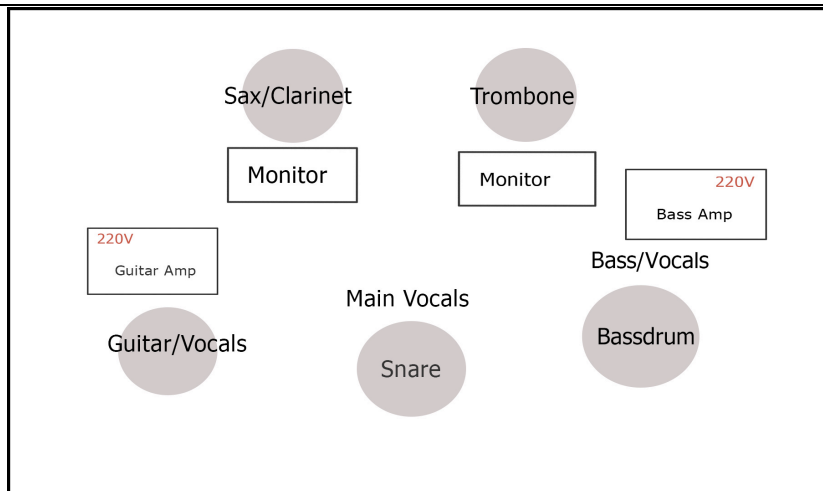 Sax/Clarinet
Trombone
Monitor
Monitor
220V
Bass Amp
220V
Guitar Amp
Bass/Vocals
Main Vocals
Guitar/Vocals
Bassdrum
Snare